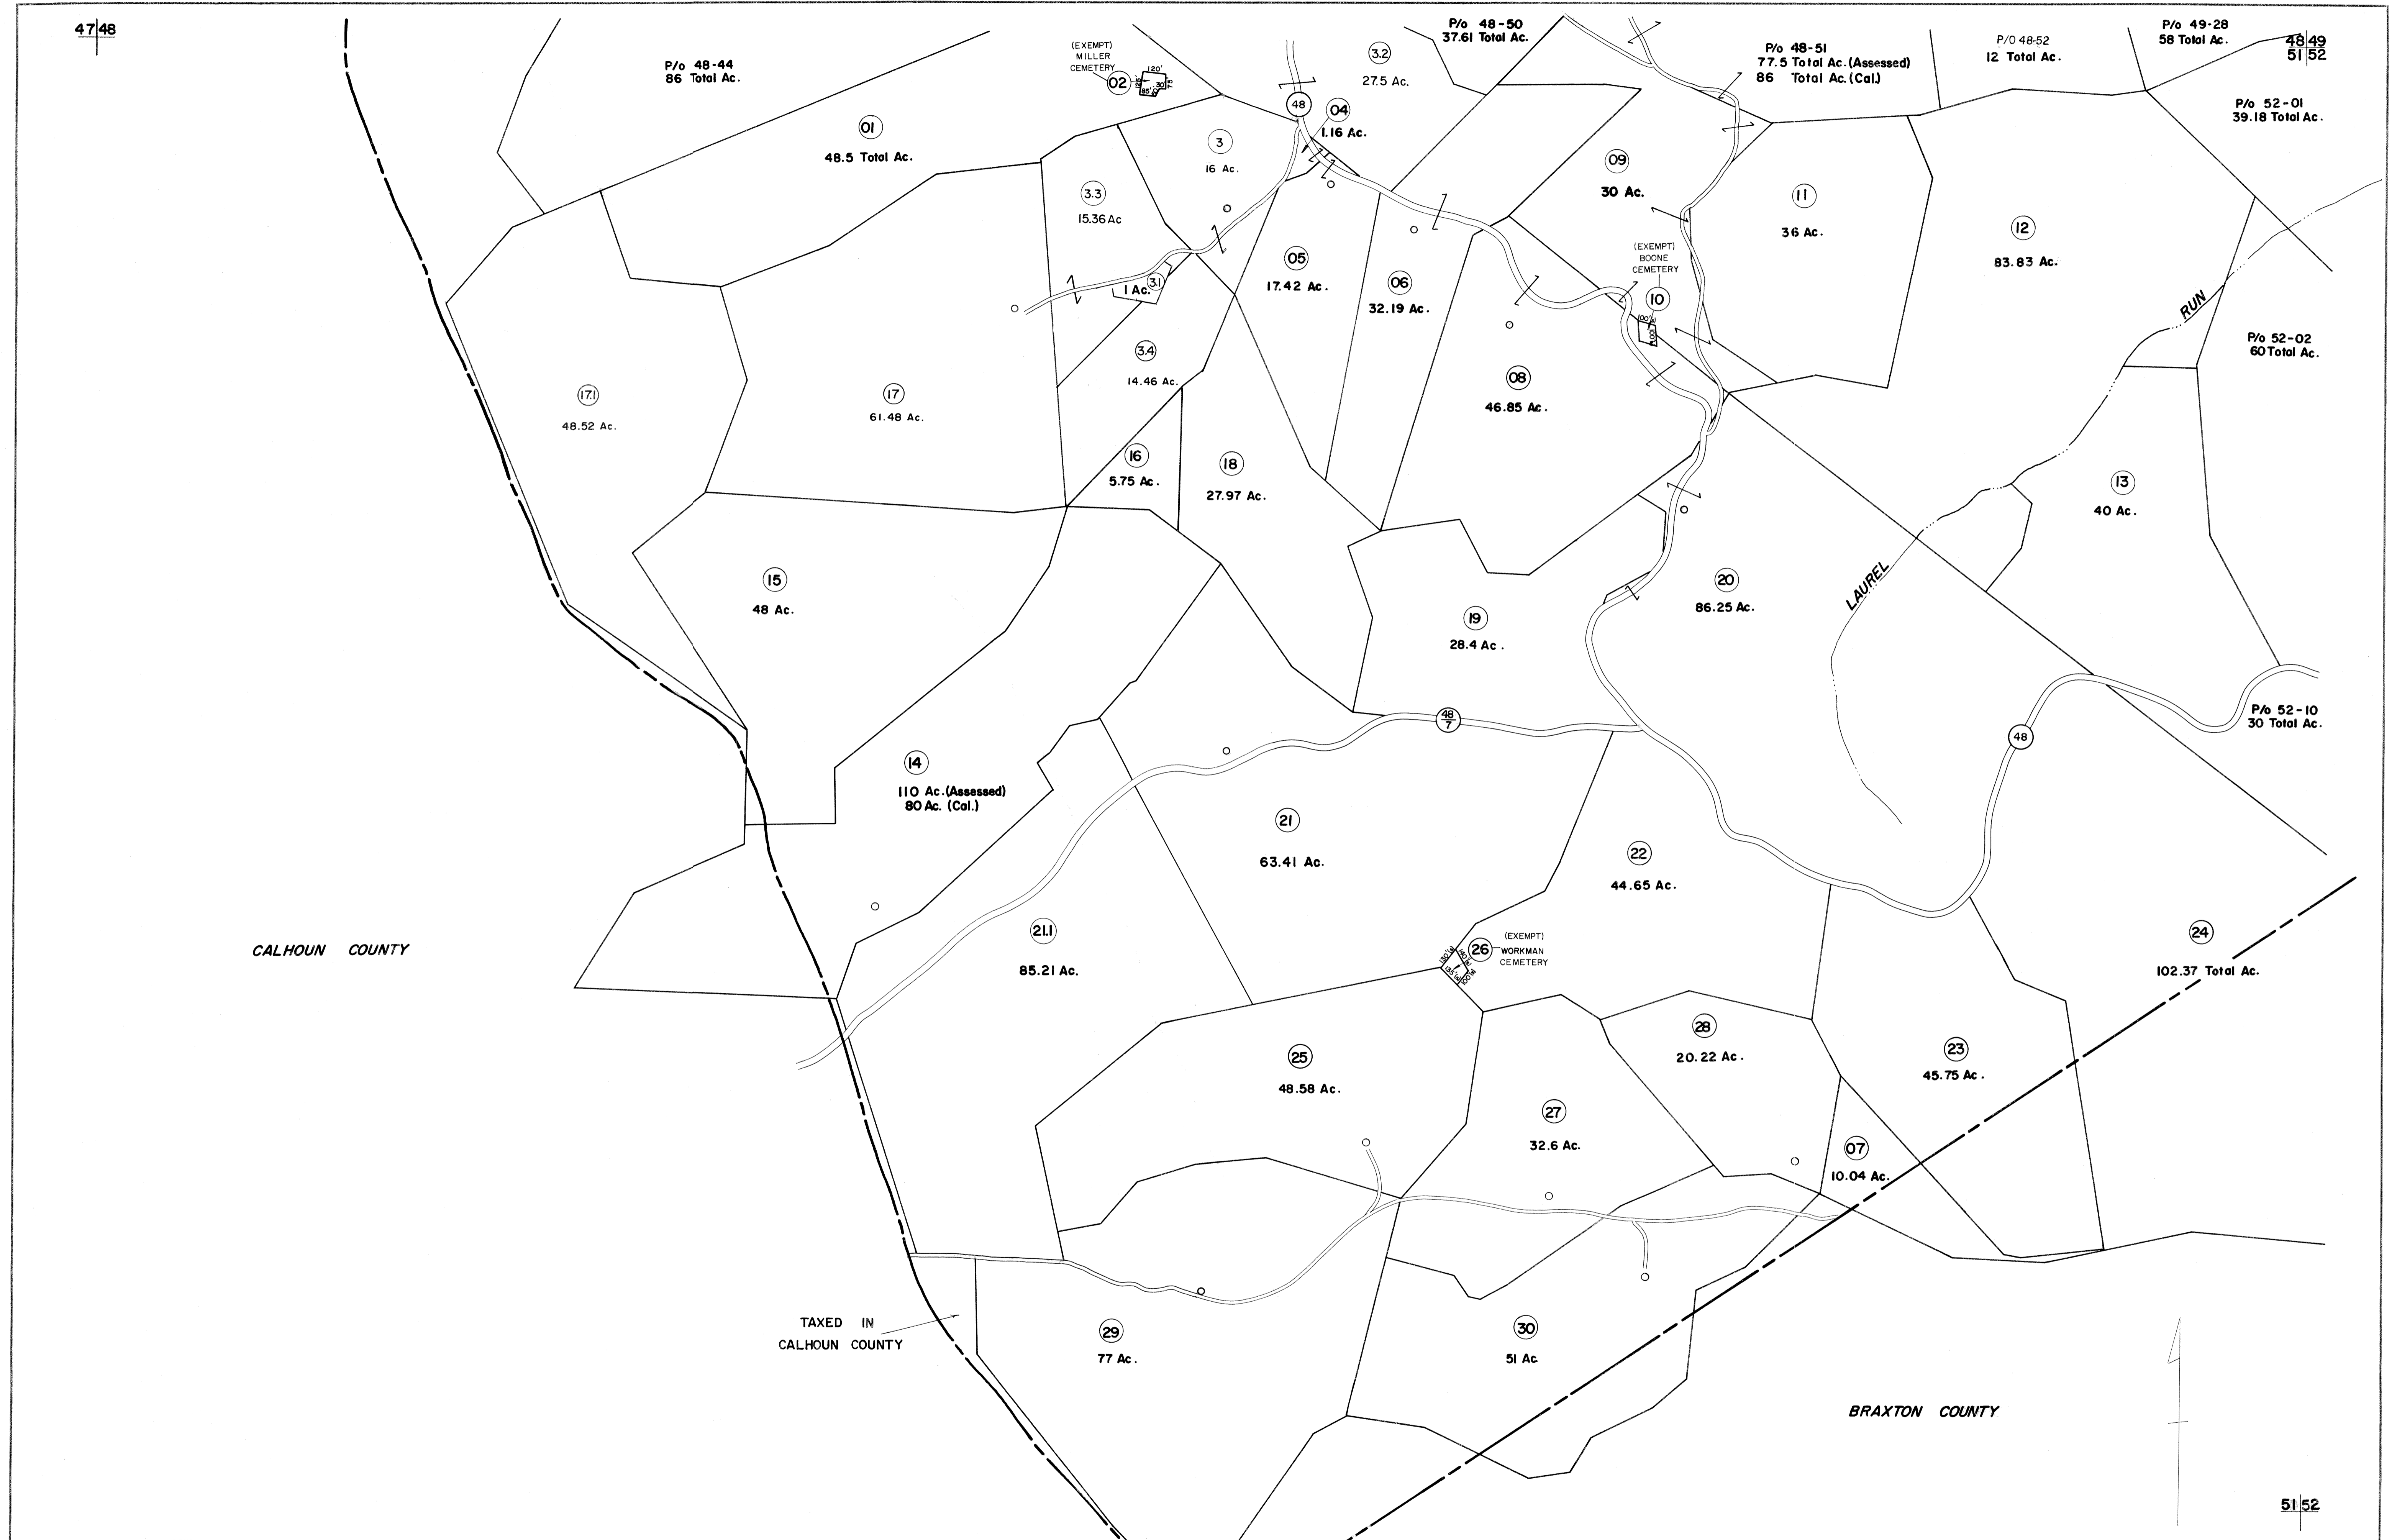 47 48
P/o 48-44
86 Total Ac.
(EXEMPT)
MILLER
CEMETERY
02
120'
85'
30'
75'
3.2
27.5 Ac.
P/o 48-50
37.61 Total Ac.
P/o 48-51
77.5 Total Ac. (Assessed)
86 Total Ac. (Cal.)
P/O 48-52
12 Total Ac.
P/o 49-28
58 Total Ac.
48 49
51 52
P/o 52-01
39.18 Total Ac.
01
48.5 Total Ac.
48
04
1.16 Ac.
3
16 Ac.
3.3
15.36 Ac
09
30 Ac.
11
36 Ac.
12
83.83 Ac.
(EXEMPT)
BOONE
CEMETERY
10
3.1
1 Ac.
05
17.42 Ac.
06
32.19 Ac.
RUN
P/o 52-02
60 Total Ac.
3.4
14.46 Ac.
08
46.85 Ac.
17.1
48.52 Ac.
17
61.48 Ac.
16
5.75 Ac.
18
27.97 Ac.
13
40 Ac.
15
48 Ac.
19
28.4 Ac.
20
86.25 Ac.
LAUREL
48
7
48
P/o 52-10
30 Total Ac.
14
110 Ac. (Assessed)
80 Ac. (Cal.)
21
63.41 Ac.
22
44.65 Ac.
CALHOUN COUNTY
21.1
85.21 Ac.
26
(EXEMPT)
WORKMAN
CEMETERY
24
102.37 Total Ac.
25
48.58 Ac.
28
20.22 Ac.
23
45.75 Ac.
27
32.6 Ac.
07
10.04 Ac.
TAXED IN
CALHOUN COUNTY
29
77 Ac.
30
51 Ac
BRAXTON COUNTY
51 52